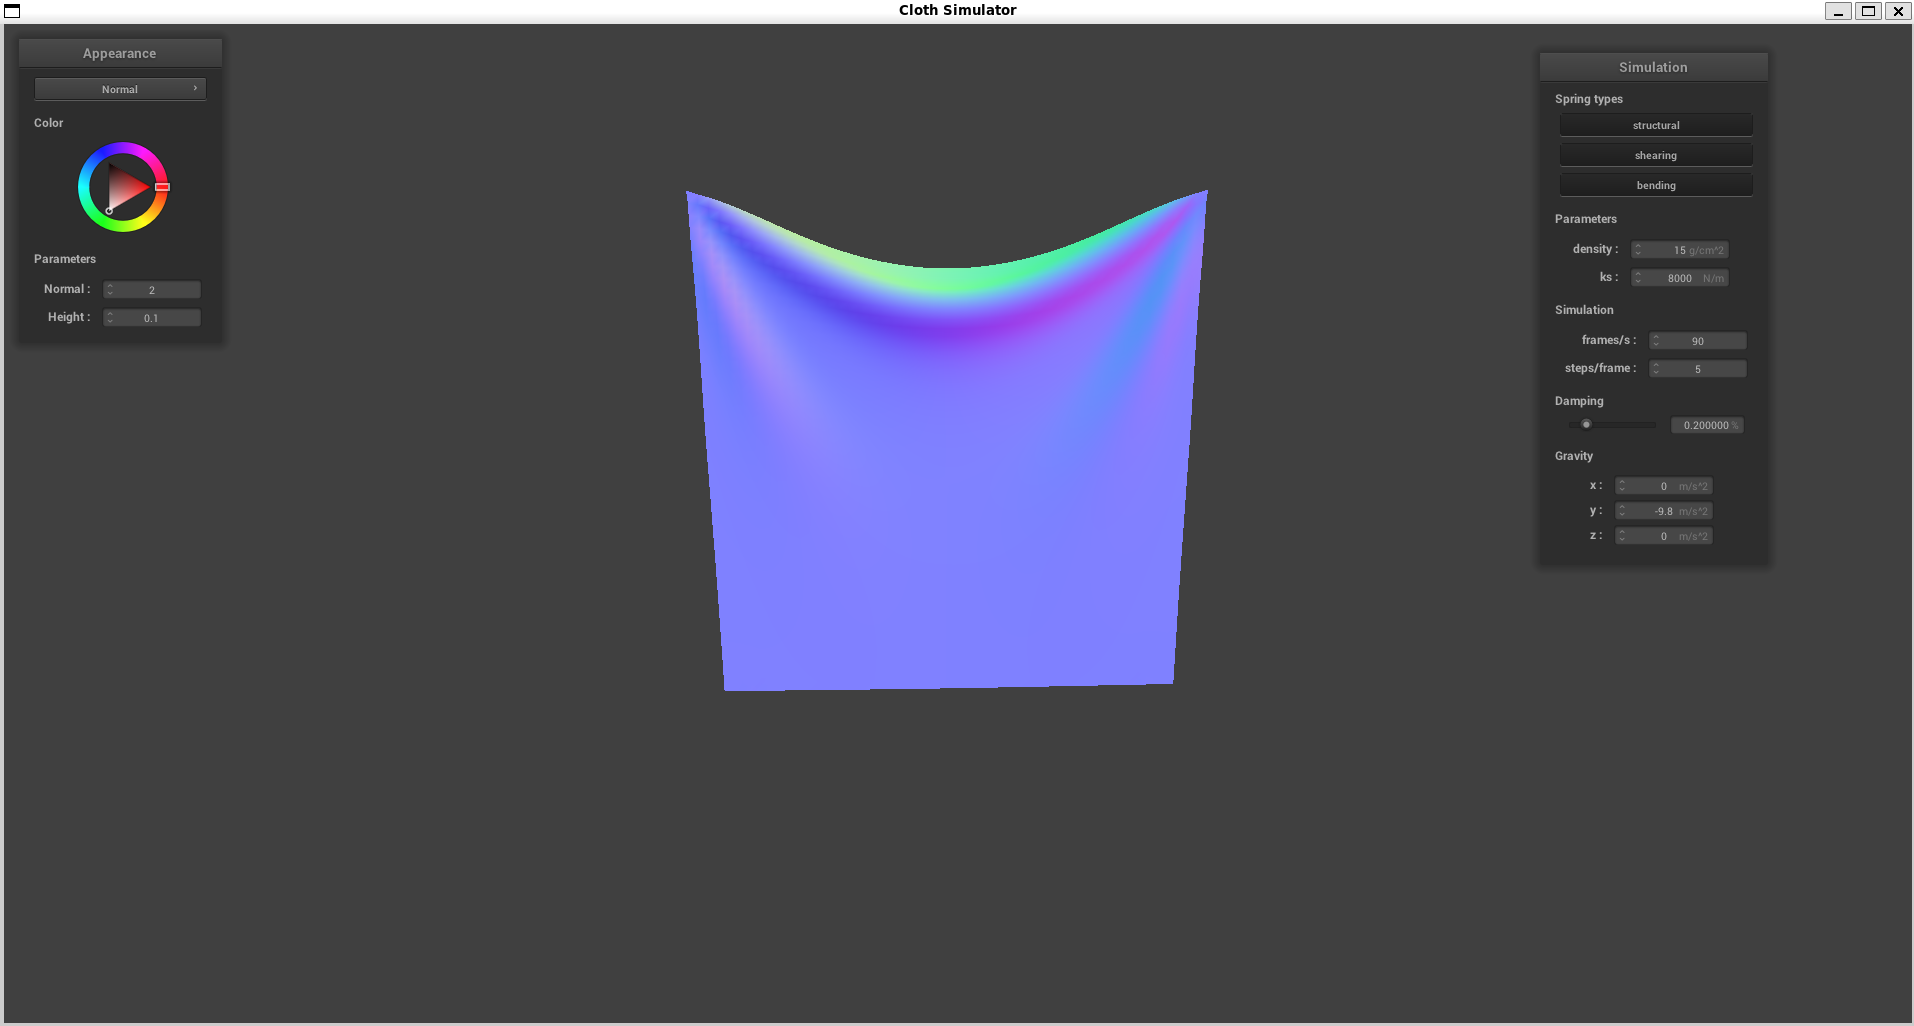 Cloth Simulator
Appearance
Normal
Color
Parameters
Normal : 2
Height : 0.1
Simulation
Spring types
structural
shearing
bending
Parameters
density : 15 g/cm^2
ks : 8000 N/m
Simulation
frames/s : 90
steps/frame : 5
Damping
0.200000 %
Gravity
x : 0 m/s^2
y : -9.8 m/s^2
z : 0 m/s^2